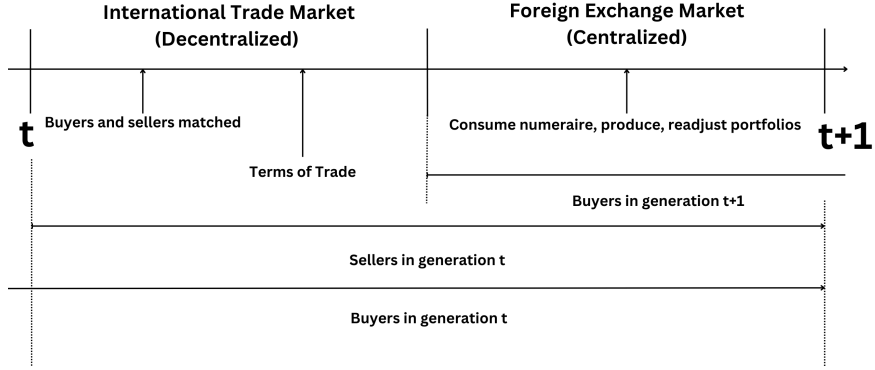 International Trade Market
(Decentralized)
Foreign Exchange Market
(Centralized)
t
Buyers and sellers matched
Terms of Trade
Consume numeraire, produce, readjust portfolios
t+1
Buyers in generation t+1
Sellers in generation t
Buyers in generation t